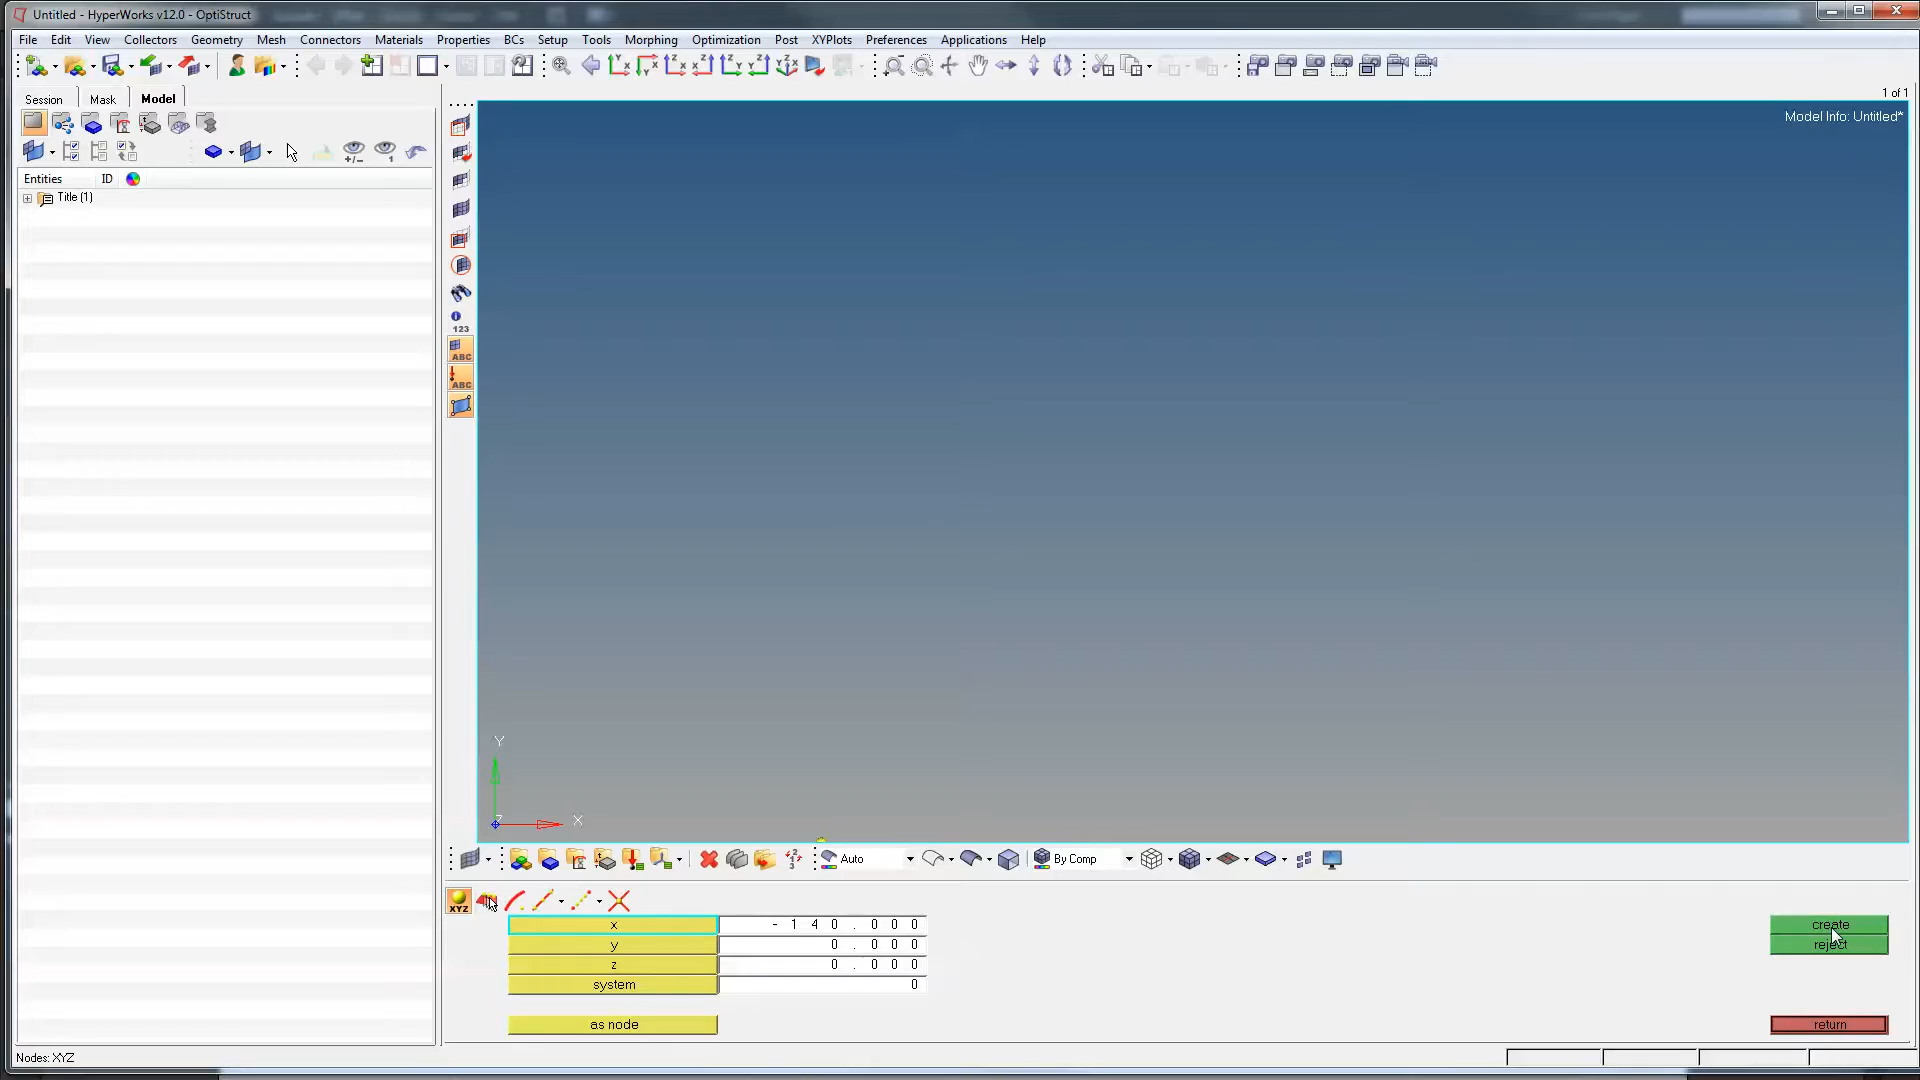 Untitled - HyperWorks v12.0 - OptiStruct
File Edit View Collectors Geometry Mesh Connectors Materials Properties BCs Setup Tools Morphing Optimization Post XYPlots Preferences Applications Help
Session Mask Model
1 of 1
Model Info: Untitled*
Entities ID
Title (1)
123
ABC
ABC
Y
Z
X
Auto
By Comp
XYZ
x -140.000
create
y 0.000
reject
z 0.000
system 0
as node
return
Nodes: XYZ